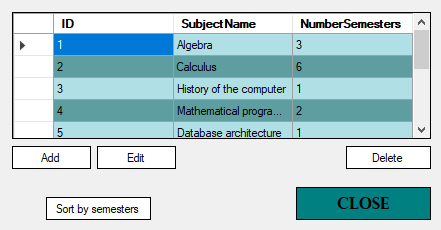 ID SubjectName NumberSemesters
1 Algebra 3
2 Calculus 6
3 History of the computer 1
4 Mathematical progra... 2
5 Database architecture 1
Add Edit Delete
Sort by semesters CLOSE